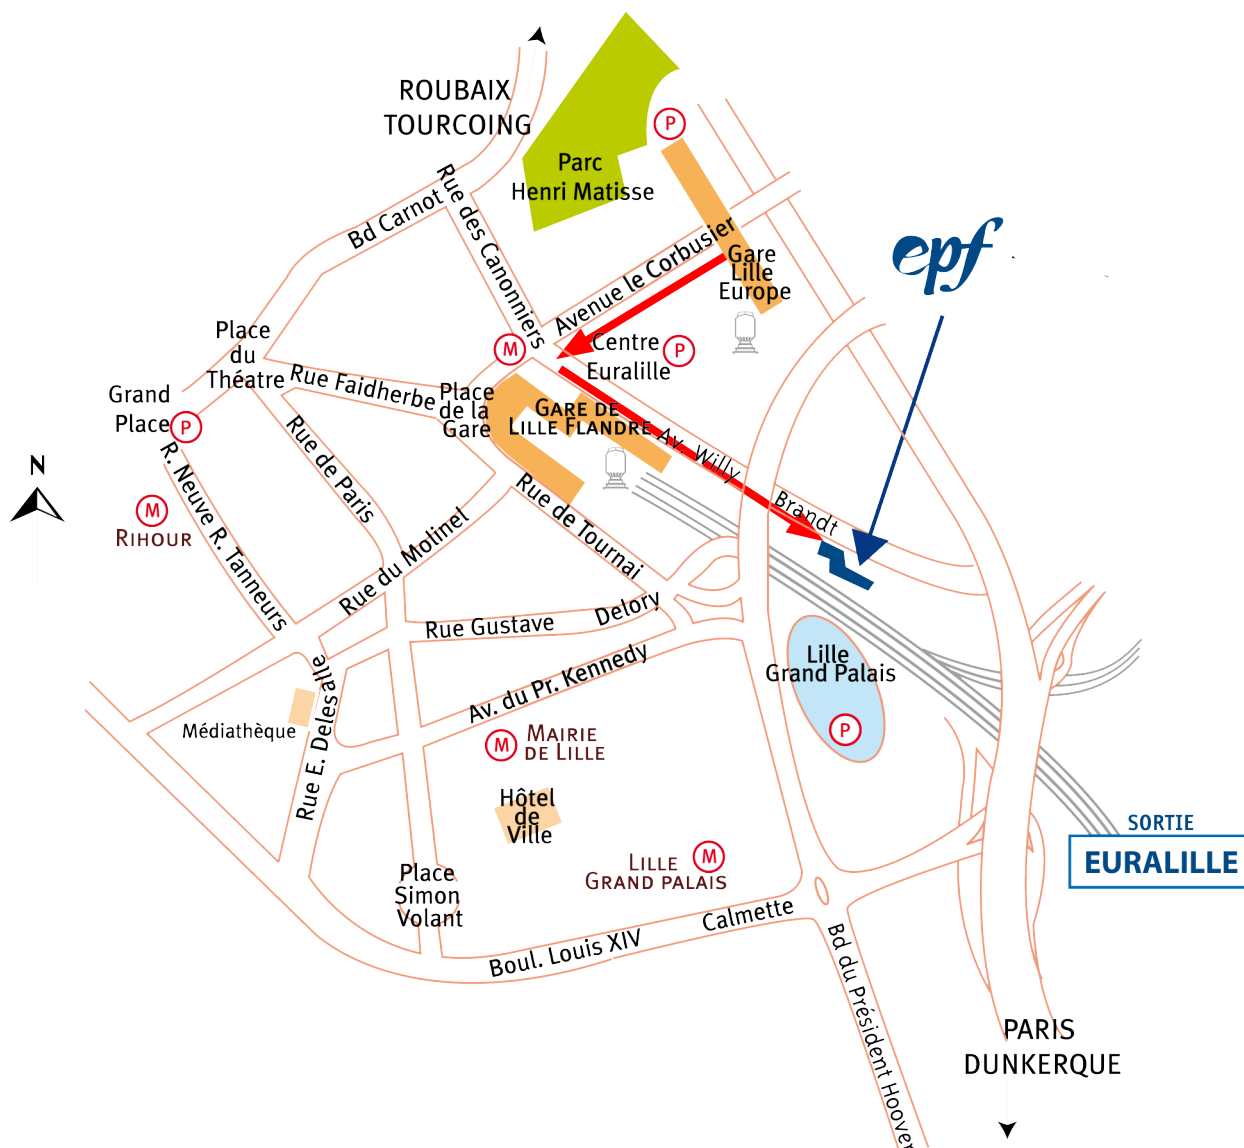 ROUBAIX
TOURCOING
P
Parc
Henri Matisse
Rue des Canonniers
Bd Carnot
Avenue le Corbusier
epf
Gare
Lille
Europe
Place
du
Théatre
M
Centre
Euralille
P
Grand
Place
P
Rue Faidherbe
Place
de la
Gare
GARE DE
LILLE FLANDRE
Av. Willy
Brandt
R. Neuve R. Tanneurs
Rue de Paris
N
M
RIHOUR
Rue du Molinel
Rue de Tournai
Rue Gustave
Delory
Lille
Grand Palais
P
Rue E. Delesalle
Av. du Pr. Kennedy
Médiathèque
M
MAIRIE
DE LILLE
Hôtel
de
Ville
SORTIE
EURALILLE
LILLE
GRAND PALAIS
M
Place
Simon
Volant
Boul. Louis XIV
Calmette
Bd du Président Hoover
PARIS
DUNKERQUE